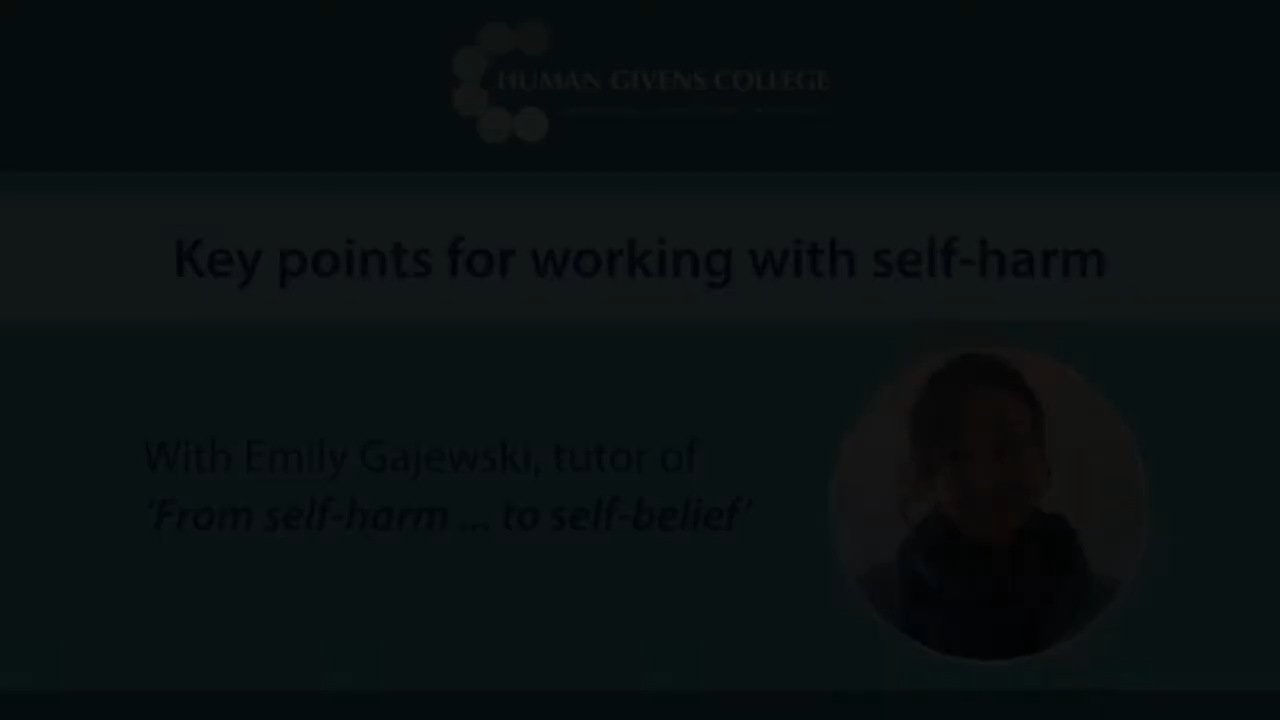 HUMAN GIVENS COLLEGE
Key points for working with self-harm
With Emily Gajewski, tutor of
'From self-harm ... to self-belief'